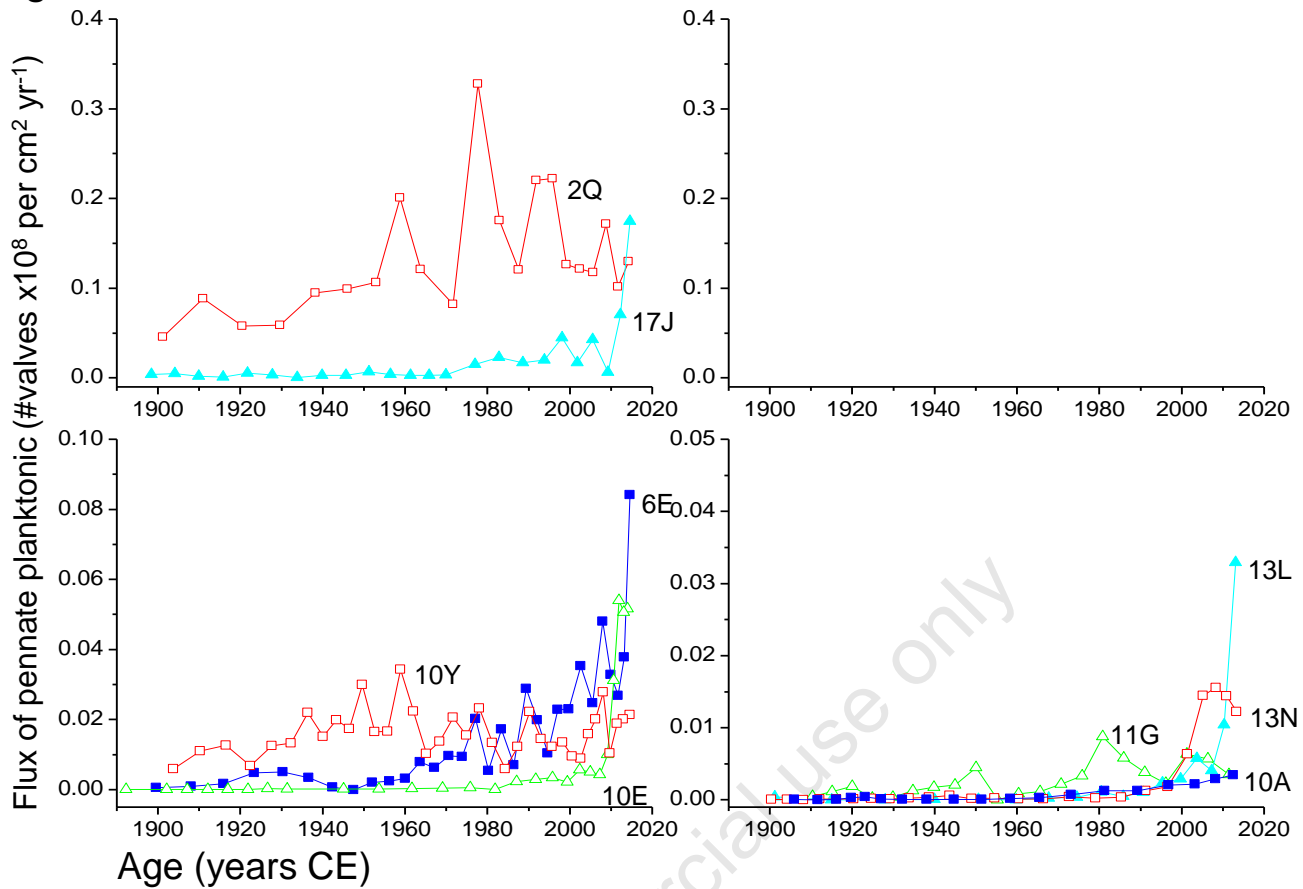 0.4
0.3
0.2
0.1
0.0
2Q
17J
1900 1920 1940 1960 1980 2000 2020
0.4
0.3
0.2
0.1
0.0
1900 1920 1940 1960 1980 2000 2020
0.10
0.08
0.06
0.04
0.02
0.00
6E
10Y
10E
1900 1920 1940 1960 1980 2000 2020
0.05
0.04
0.03
0.02
0.01
0.00
13L
13N
11G
10A
1900 1920 1940 1960 1980 2000 2020
Flux of pennate planktonic (#valves x10⁸ per cm² yr⁻¹)
Age (years CE)
rcial use only